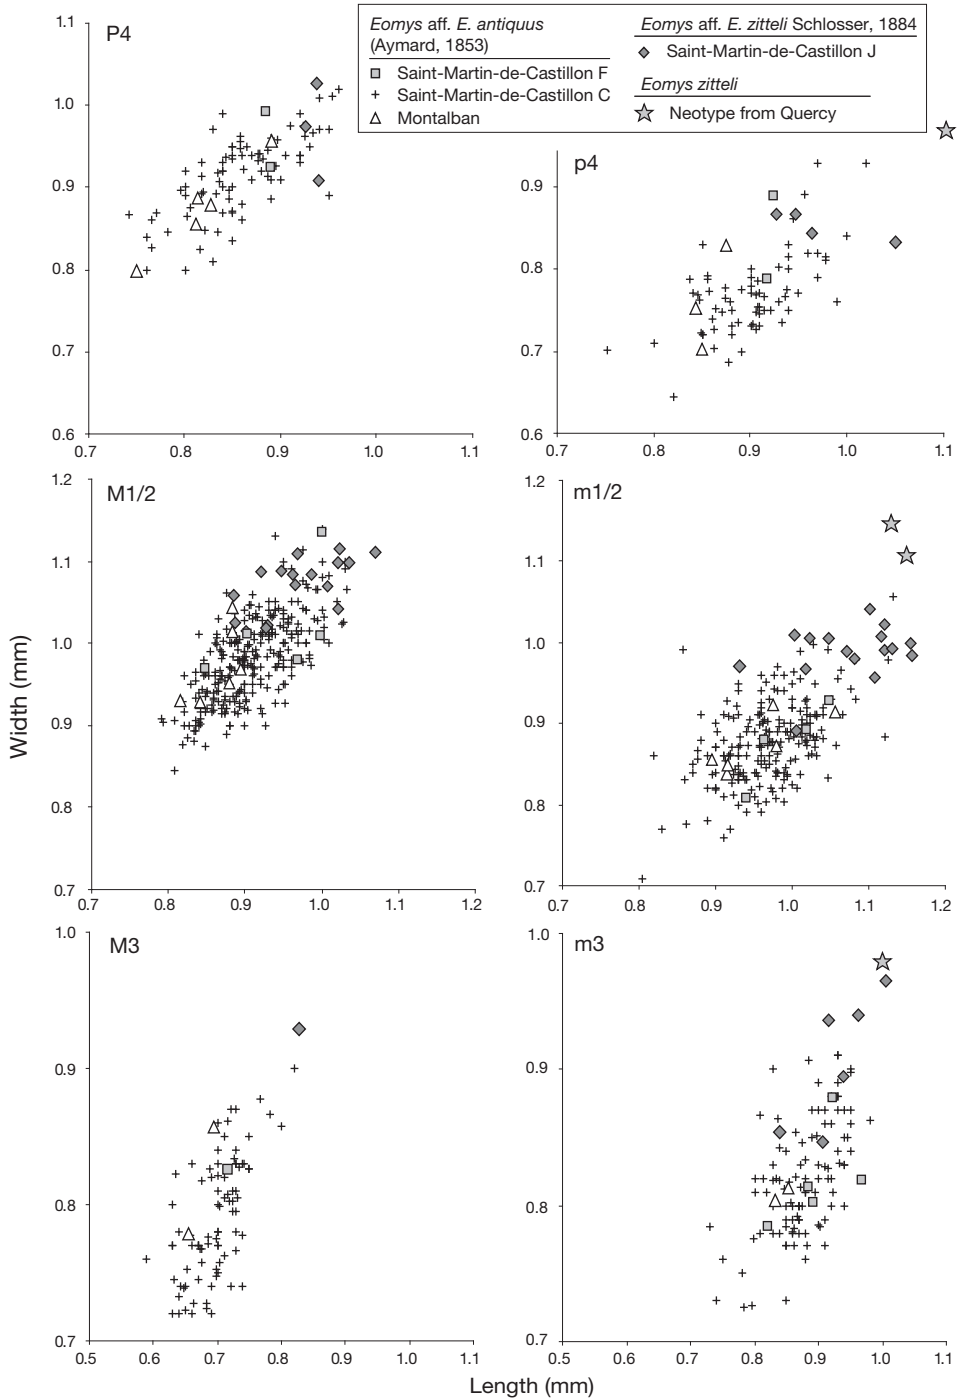 Eomys aff. E. antiquus
(Aymard, 1853)
Saint-Martin-de-Castillon F
Saint-Martin-de-Castillon C
Montalban
Eomys aff. E. zitteli Schlosser, 1884
Saint-Martin-de-Castillon J
Eomys zitteli
Neotype from Quercy
P4
1.1
1.0
0.9
0.8
0.7
0.6
0.7 0.8 0.9 1.0 1.1
p4
0.9
0.8
0.7
0.6
0.7 0.8 0.9 1.0 1.1
M1/2
1.2
1.1
1.0
0.9
0.8
0.7
0.7 0.8 0.9 1.0 1.1 1.2
m1/2
1.2
1.1
1.0
0.9
0.8
0.7
0.7 0.8 0.9 1.0 1.1 1.2
M3
1.0
0.9
0.8
0.7
0.5 0.6 0.7 0.8 0.9 1.0 1.1
m3
1.0
0.9
0.8
0.7
0.5 0.6 0.7 0.8 0.9 1.0 1.1
Width (mm)
Length (mm)